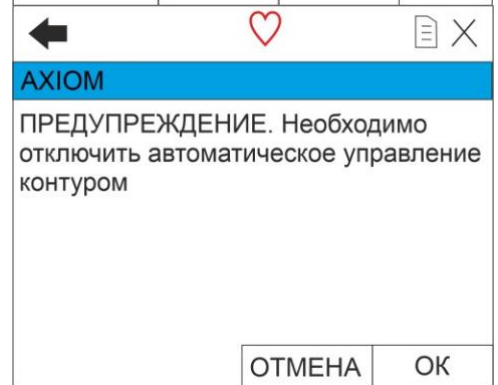 AXIOM
ПРЕДУПРЕЖДЕНИЕ. Необходимо
отключить автоматическое управление
контуром
ОТМЕНА
ОК